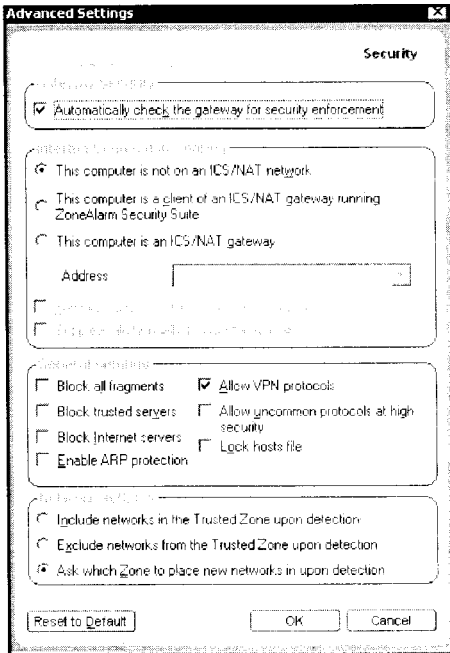 Advanced Settings
Security
Automatically check the gateway for security enforcement
This computer is not on an ICS/NAT network
This computer is a client of an ICS/NAT gateway running
ZoneAlarm Security Suite
This computer is an ICS/NAT gateway
Address
Block all fragments
Allow VPN protocols
Block trusted servers
Allow uncommon protocols at high
security
Block Internet servers
Lock hosts file
Enable ARP protection
Include networks in the Trusted Zone upon detection
Exclude networks from the Trusted Zone upon detection
Ask which Zone to place new networks in upon detection
Reset to Default
OK
Cancel